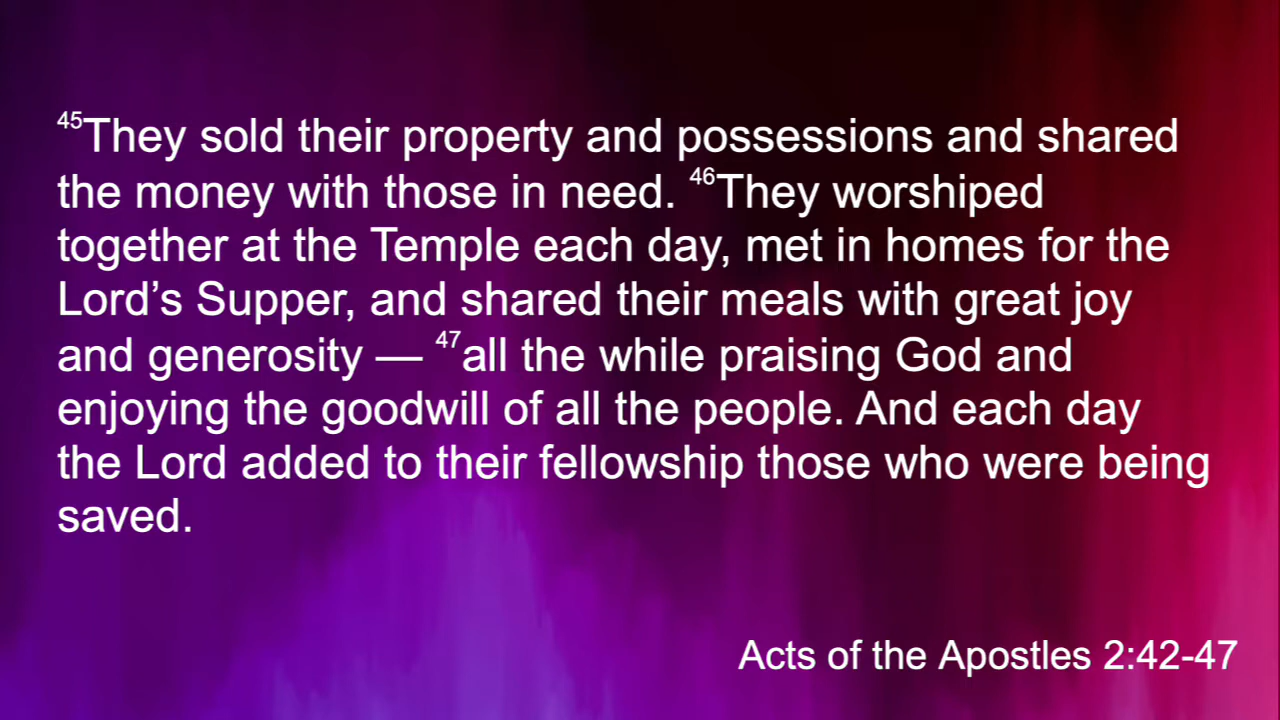 ⁴⁵They sold their property and possessions and shared
the money with those in need. ⁴⁶They worshiped
together at the Temple each day, met in homes for the
Lord’s Supper, and shared their meals with great joy
and generosity — ⁴⁷all the while praising God and
enjoying the goodwill of all the people. And each day
the Lord added to their fellowship those who were being
saved.
Acts of the Apostles 2:42-47